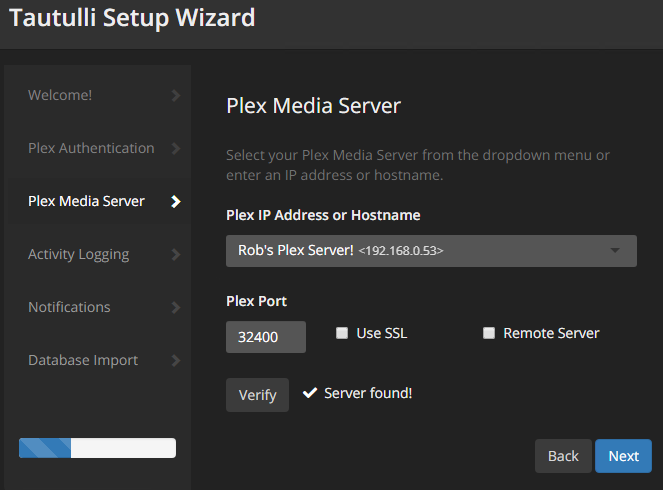 Tautulli Setup Wizard
Welcome!
Plex Authentication
Plex Media Server
Activity Logging
Notifications
Database Import
Plex Media Server
Select your Plex Media Server from the dropdown menu or
enter an IP address or hostname.
Plex IP Address or Hostname
Rob's Plex Server! <192.168.0.53>
Plex Port
32400 Use SSL Remote Server
Verify Server found!
Back Next